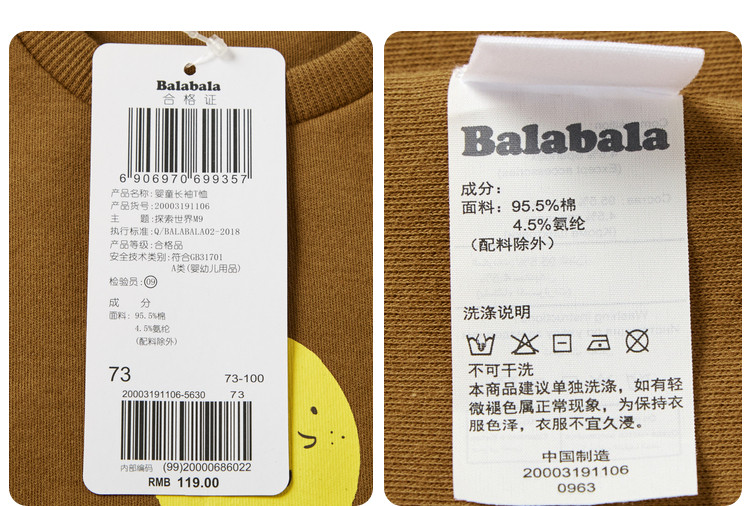 Balabala
合格证
6 906970 699357
产品名称: 婴童长袖T恤
产品货号: 20003191106
主 题: 探索世界M9
执行标准: Q/BALABALA02-2018
产品等级: 合格品
安全技术类别: 符合GB31701
A类(婴幼儿用品)
检验员: 09
成 分
面料: 95.5%棉
4.5%氨纶
(配料除外)
73 73-100
20003191106-5630 73
内部编码 (99)20000686022
RMB 119.00
Balabala
成分:
面料: 95.5%棉
4.5%氨纶
(配料除外)
洗涤说明
不可干洗
本商品建议单独洗涤，如有轻
微褪色属正常现象，为保持衣
服色泽，衣服不宜久浸。
中国制造
20003191106
0963